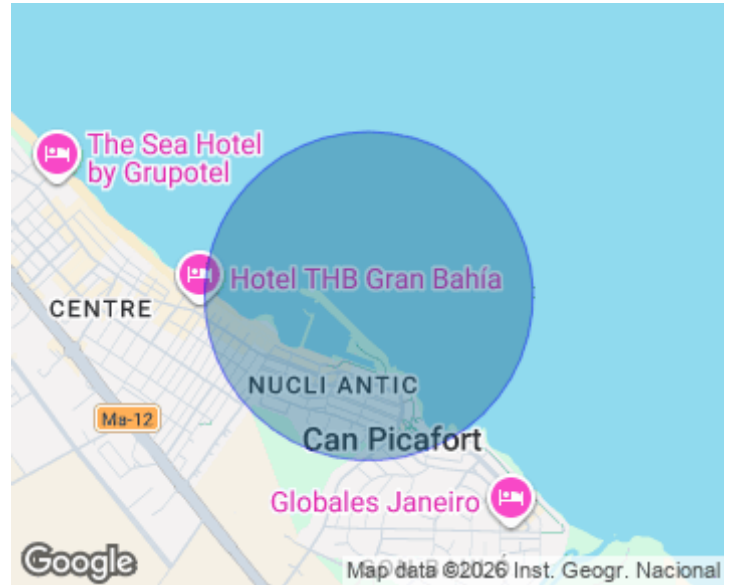 The Sea Hotel
by Grupotel
Hotel THB Gran Bahía
CENTRE
NUCLI ANTIC
Ma-12
Can Picafort
Globales Janeiro
Google
Map data ©2026 Inst. Geogr. Nacional